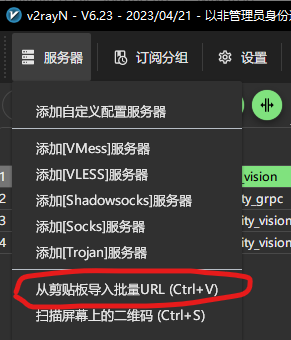 v2rayN - V6.23 - 2023/04/21 - 以非管理员身份
服务器 订阅分组 设置
添加自定义配置服务器
添加[VMess]服务器
1 _vision
添加[VLESS]服务器
2 ity_grpc
添加[Shadowsocks]服务器
3 ity_vision
添加[Socks]服务器
4 ity_vision
添加[Trojan]服务器
从剪贴板导入批量URL (Ctrl+V)
扫描屏幕上的二维码 (Ctrl+S)